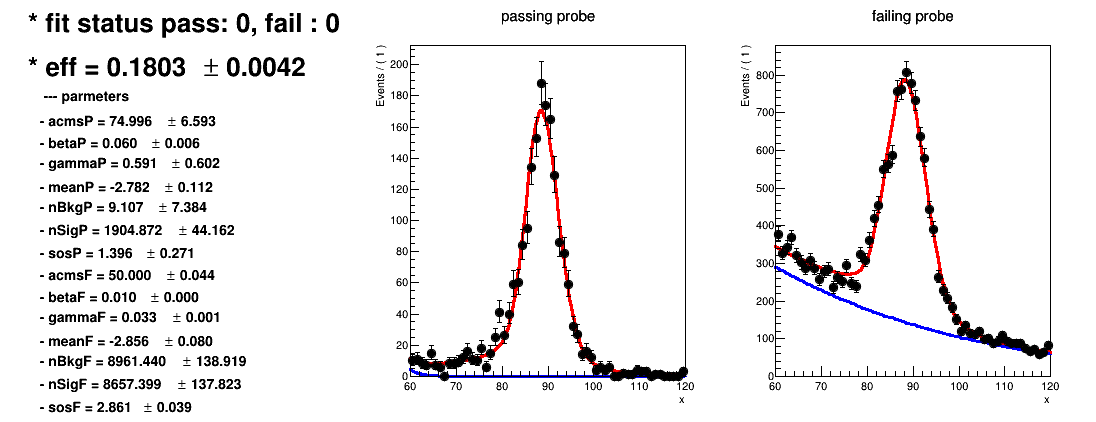 * fit status pass: 0, fail : 0
* eff = 0.1803 ± 0.0042
--- parmeters
- acmsP = 74.996 ± 6.593
- betaP = 0.060 ± 0.006
- gammaP = 0.591 ± 0.602
- meanP = -2.782 ± 0.112
- nBkgP = 9.107 ± 7.384
- nSigP = 1904.872 ± 44.162
- sosP = 1.396 ± 0.271
- acmsF = 50.000 ± 0.044
- betaF = 0.010 ± 0.000
- gammaF = 0.033 ± 0.001
- meanF = -2.856 ± 0.080
- nBkgF = 8961.440 ± 138.919
- nSigF = 8657.399 ± 137.823
- sosF = 2.861 ± 0.039
passing probe
Events / ( 1 )
200
180
160
140
120
100
80
60
40
20
0
60 70 80 90 100 110 120
x
failing probe
Events / ( 1 )
800
700
600
500
400
300
200
100
0
60 70 80 90 100 110 120
x